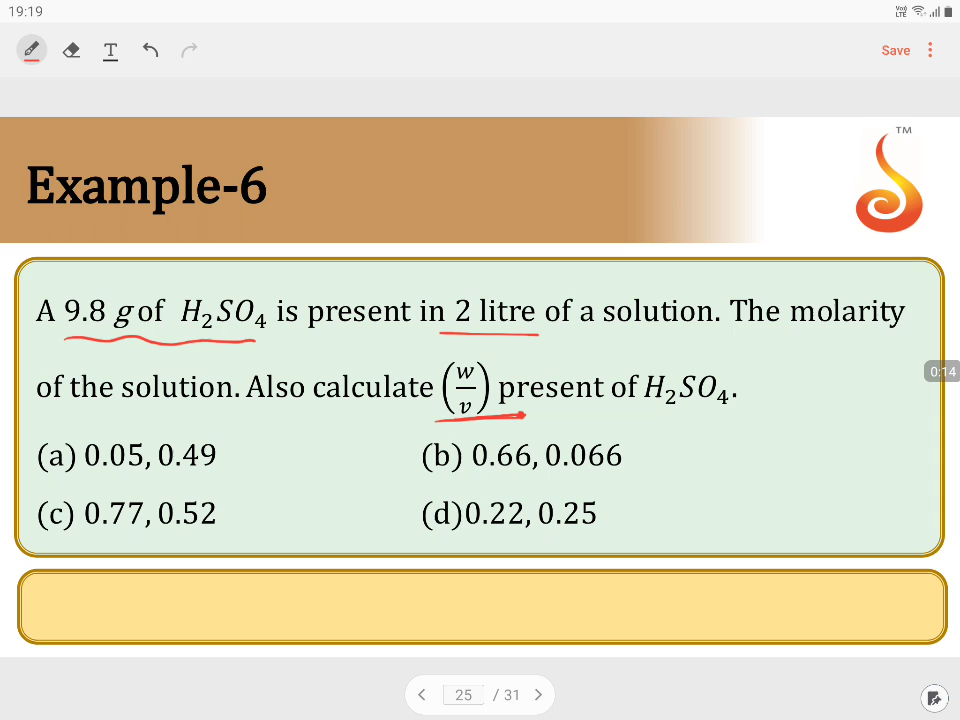 19:19
Vo)) LTE
T
Save
TM
Example-6
A 9.8 g of H₂SO₄ is present in 2 litre of a solution. The molarity
of the solution. Also calculate (w/v) present of H₂SO₄.
0:14
(a) 0.05, 0.49 (b) 0.66, 0.066
(c) 0.77, 0.52 (d)0.22, 0.25
25 / 31